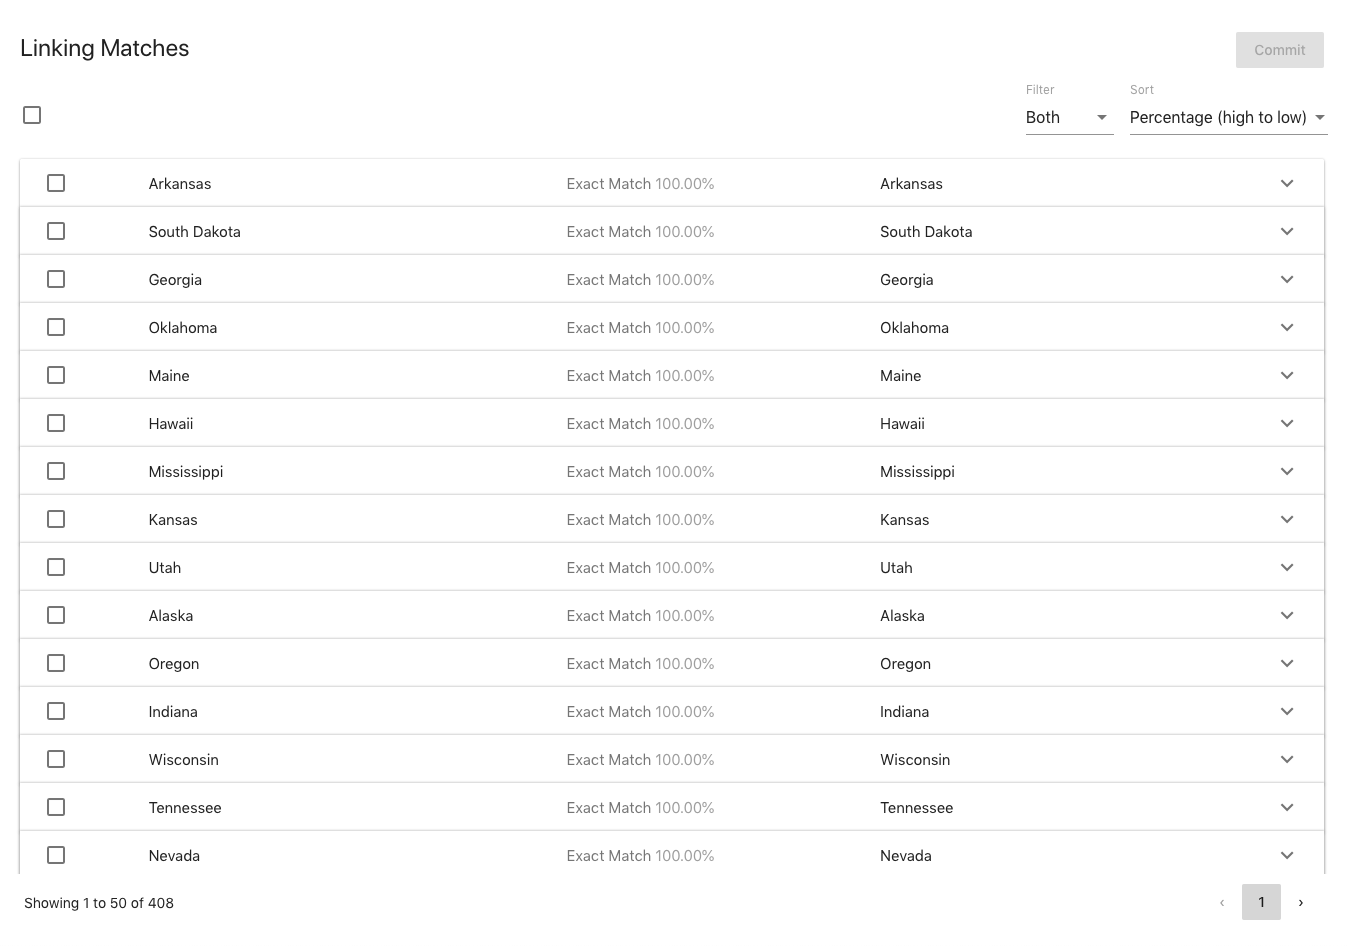 Linking Matches
Commit
Filter
Sort
Both
Percentage (high to low)
Arkansas Exact Match 100.00% Arkansas
South Dakota Exact Match 100.00% South Dakota
Georgia Exact Match 100.00% Georgia
Oklahoma Exact Match 100.00% Oklahoma
Maine Exact Match 100.00% Maine
Hawaii Exact Match 100.00% Hawaii
Mississippi Exact Match 100.00% Mississippi
Kansas Exact Match 100.00% Kansas
Utah Exact Match 100.00% Utah
Alaska Exact Match 100.00% Alaska
Oregon Exact Match 100.00% Oregon
Indiana Exact Match 100.00% Indiana
Wisconsin Exact Match 100.00% Wisconsin
Tennessee Exact Match 100.00% Tennessee
Nevada Exact Match 100.00% Nevada
Showing 1 to 50 of 408
‹ 1 ›